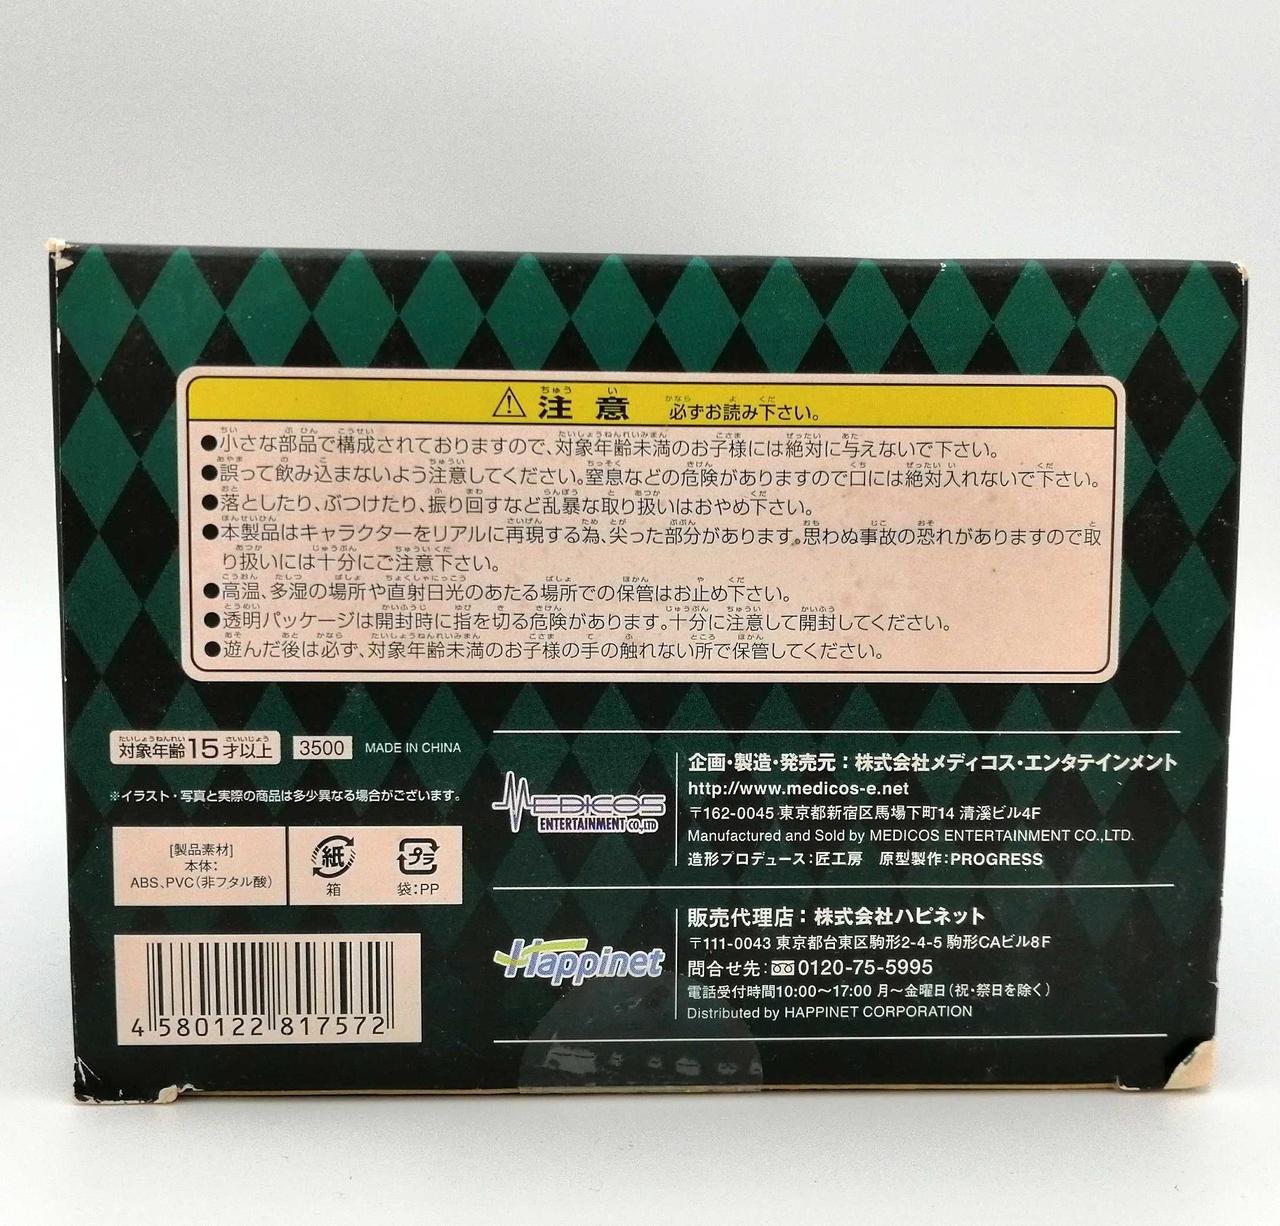 ⚠注意 必ずお読み下さい。
●小さな部品で構成されておりますので、対象年齢未満のお子様には絶対に与えないで下さい。
●誤って飲み込まないよう注意してください。窒息などの危険がありますので口には絶対入れないで下さい。
●落としたり、ぶつけたり、振り回すなど乱暴な取り扱いはおやめ下さい。
●本製品はキャラクターをリアルに再現する為、尖った部分があります。思わぬ事故の恐れがありますので取
り扱いには十分にご注意下さい。
●高温、多湿の場所や直射日光のあたる場所での保管はお止め下さい。
●透明パッケージは開封時に指を切る危険があります。十分に注意して開封してください。
●遊んだ後は必ず、対象年齢未満のお子様の手の触れない所で保管してください。
対象年齢15才以上 3500 MADE IN CHINA
※イラスト・写真と実際の商品は多少異なる場合がございます。
[製品素材]
本体:
ABS、PVC(非フタル酸)
紙
箱
プラ
袋:PP
4 580122 817572
MEDICOS
ENTERTAINMENT CO.,LTD
企画・製造・発売元:株式会社メディコス・エンタテインメント
http://www.medicos-e.net
〒162-0045 東京都新宿区馬場下町14 清溪ビル4F
Manufactured and Sold by MEDICOS ENTERTAINMENT CO.,LTD.
造形プロデュース:匠工房 原型製作:PROGRESS
Happinet
販売代理店:株式会社ハピネット
〒111-0043 東京都台東区駒形2-4-5 駒形CAビル8F
問合せ先:0120-75-5995
電話受付時間10:00〜17:00 月〜金曜日(祝・祭日を除く)
Distributed by HAPPINET CORPORATION